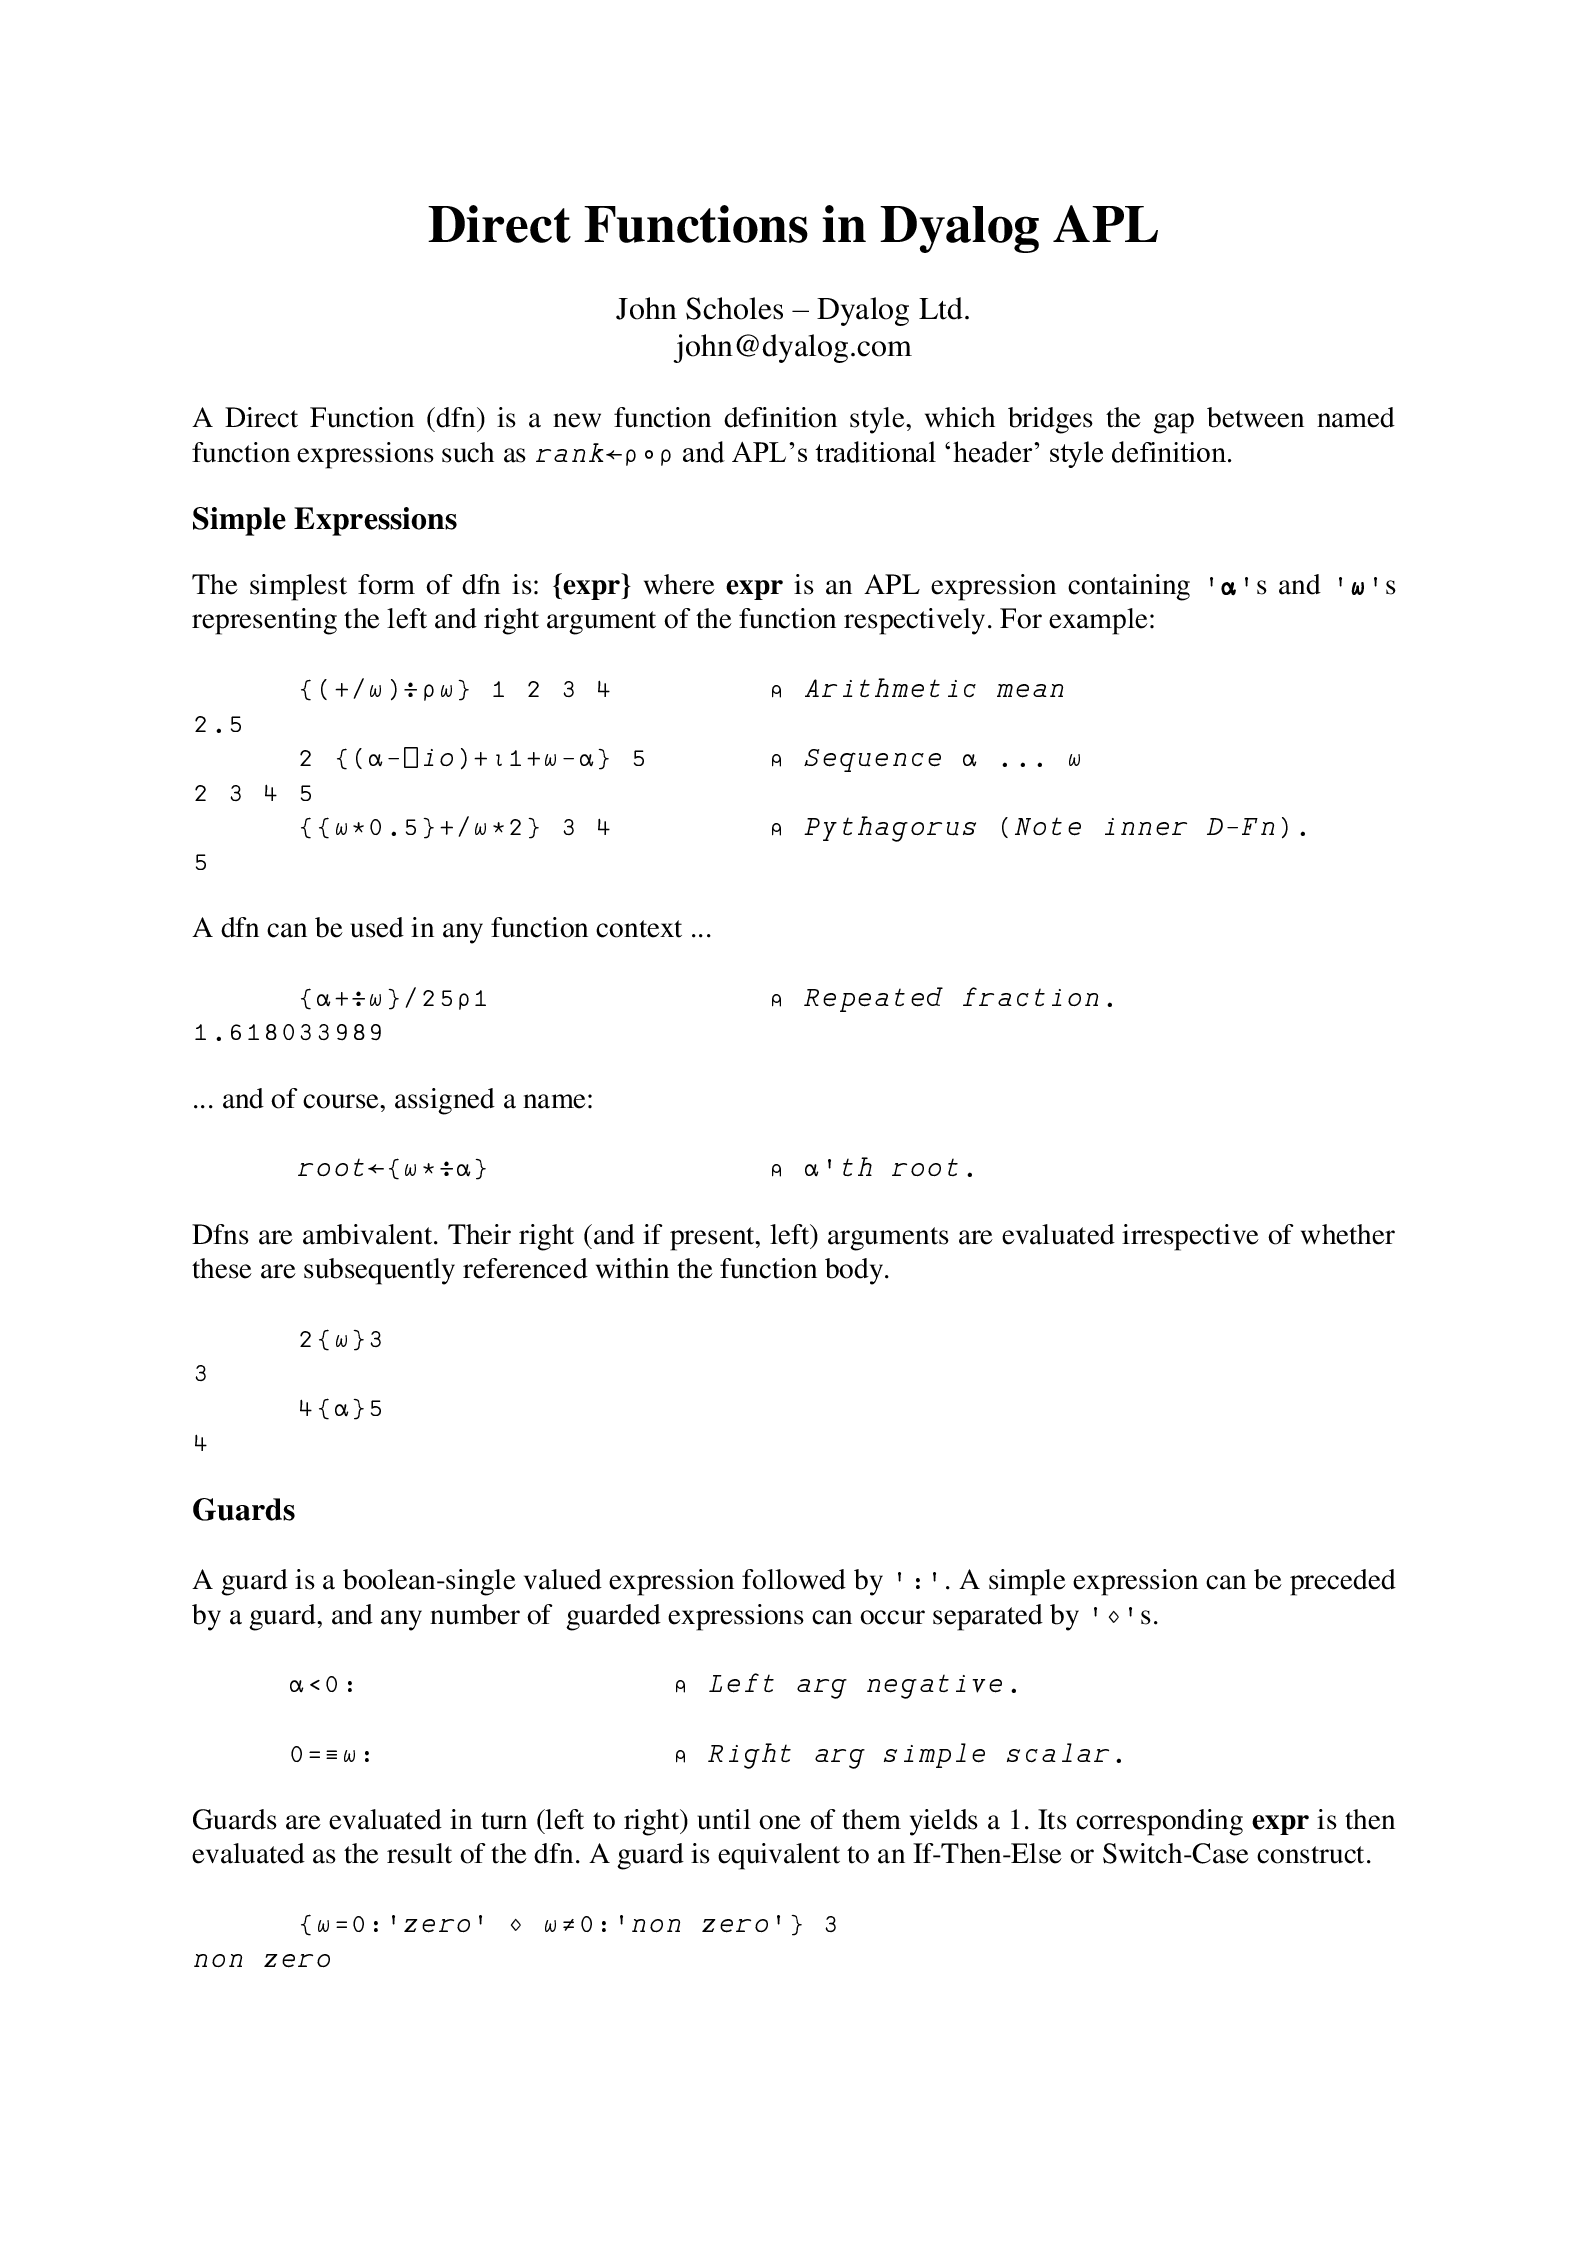 Direct Functions in Dyalog APL
John Scholes – Dyalog Ltd.
john@dyalog.com
A Direct Function (dfn) is a new function definition style, which bridges the gap between named
function expressions such as rank←⍴∘⍴ and APL’s traditional ‘header’ style definition.
Simple Expressions
The simplest form of dfn is: {expr} where expr is an APL expression containing '⍺'s and '⍵'s
representing the left and right argument of the function respectively. For example:
{(+/⍵)÷⍴⍵} 1 2 3 4 ⍝ Arithmetic mean
2.5
2 {(⍺-⎕io)+⍳1+⍵-⍺} 5 ⍝ Sequence ⍺ ... ⍵
2 3 4 5
{{⍵*0.5}+/⍵*2} 3 4 ⍝ Pythagorus (Note inner D-Fn).
5
A dfn can be used in any function context ...
{⍺+÷⍵}/25⍴1 ⍝ Repeated fraction.
1.618033989
... and of course, assigned a name:
root←{⍵*÷⍺} ⍝ ⍺'th root.
Dfns are ambivalent. Their right (and if present, left) arguments are evaluated irrespective of whether
these are subsequently referenced within the function body.
2{⍵}3
3
4{⍺}5
4
Guards
A guard is a boolean-single valued expression followed by ':'. A simple expression can be preceded
by a guard, and any number of  guarded expressions can occur separated by '⋄'s.
⍺<0: ⍝ Left arg negative.
0=≡⍵: ⍝ Right arg simple scalar.
Guards are evaluated in turn (left to right) until one of them yields a 1. Its corresponding expr is then
evaluated as the result of the dfn. A guard is equivalent to an If-Then-Else or Switch-Case construct.
{⍵=0:'zero' ⋄ ⍵≠0:'non zero'} 3
non zero